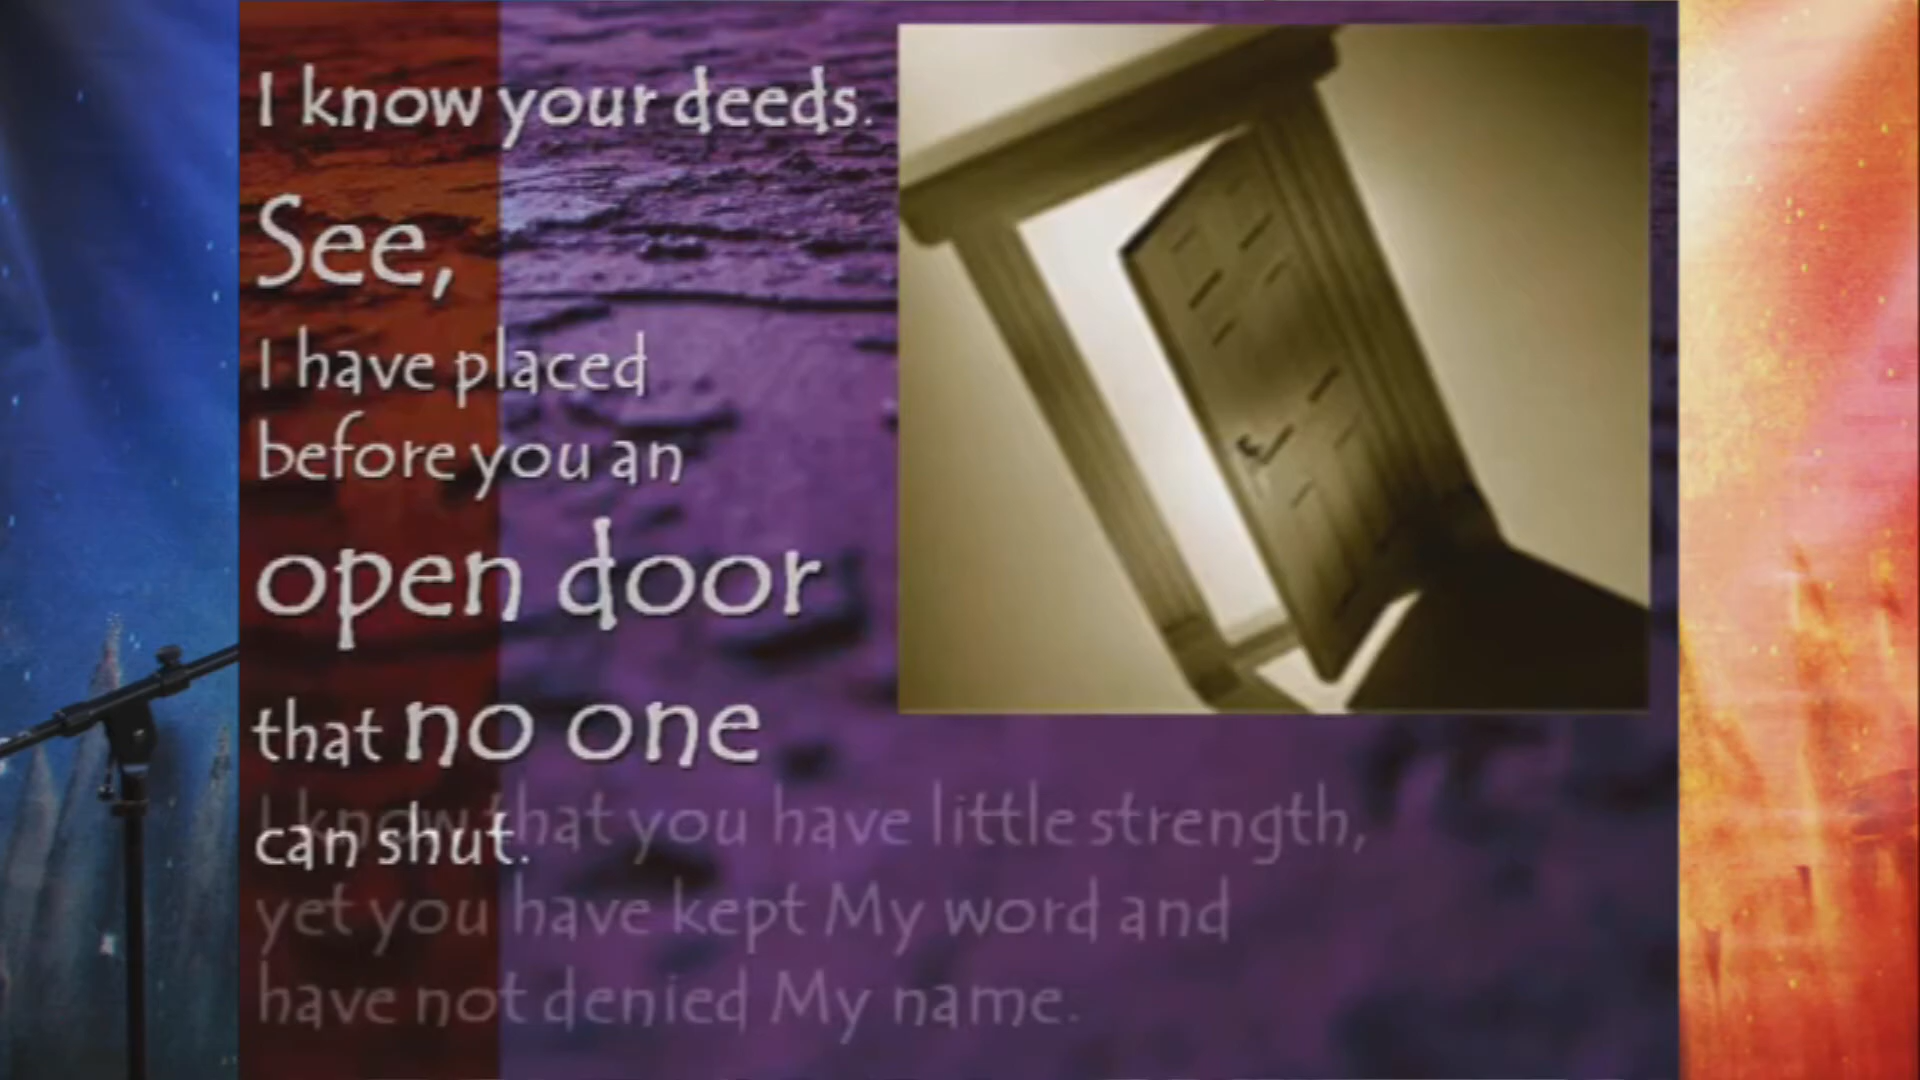 I know your deeds.
See,
I have placed
before you an
open door
that no one
can shut.
I know that you have little strength,
yet you have kept My word and
have not denied My name.